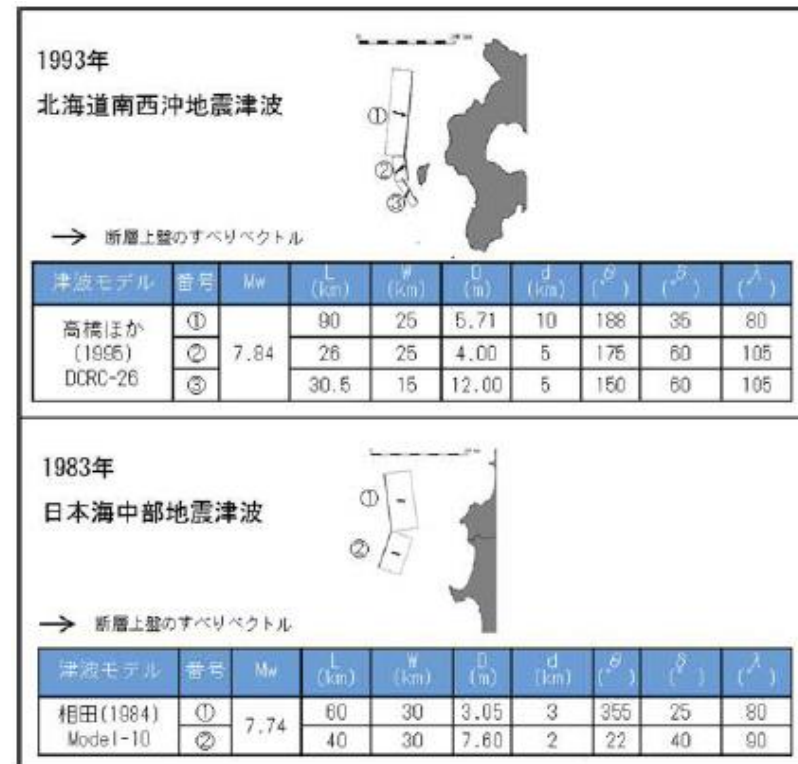 1993年
北海道南西沖地震津波
①
②
③
→ 断層上盤のすべりベクトル
津波モデル 番号 Mw L (km) W (km) D (m) d (km) θ (°) δ (°) λ (°)
高橋ほか (1995) DCRC-26 ① 7.84 90 25 5.71 10 188 35 80
② 26 25 4.00 5 175 60 105
③ 30.5 15 12.00 5 150 60 105
1983年
日本海中部地震津波
①
②
→ 断層上盤のすべりベクトル
津波モデル 番号 Mw L (km) W (km) D (m) d (km) θ (°) δ (°) λ (°)
相田(1984) Model-10 ① 7.74 60 30 3.05 3 355 25 80
② 40 30 7.60 2 22 40 90